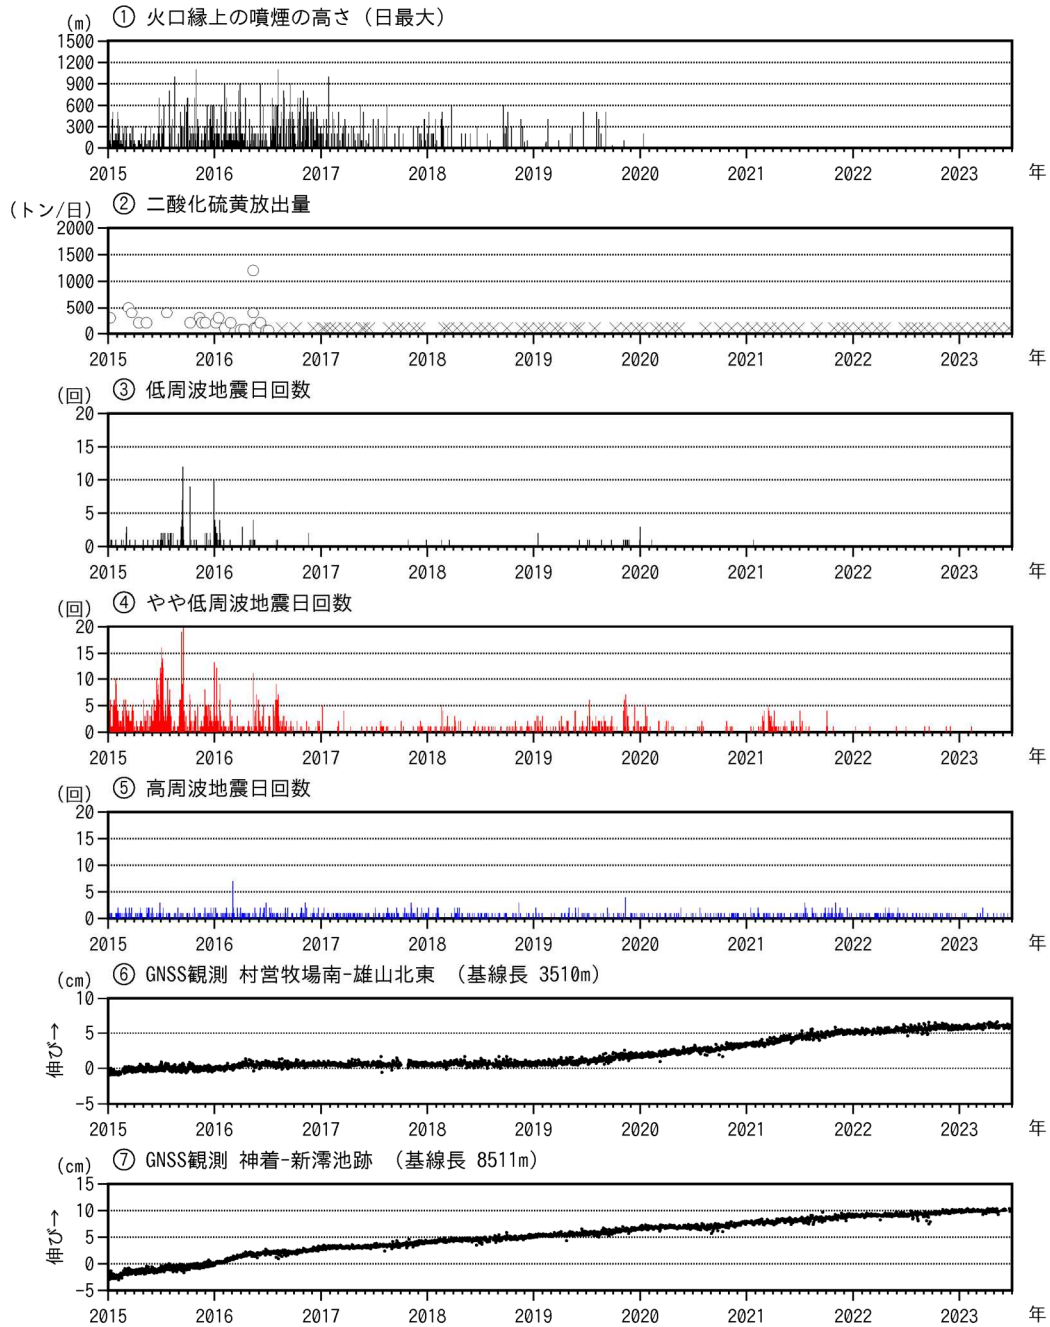 (m) ① 火口縁上の噴煙の高さ（日最大）
1500
1200
900
600
300
0
2015 2016 2017 2018 2019 2020 2021 2022 2023 年
(トン/日) ② 二酸化硫黄放出量
2000
1500
1000
500
0
2015 2016 2017 2018 2019 2020 2021 2022 2023 年
(回) ③ 低周波地震日回数
20
15
10
5
0
2015 2016 2017 2018 2019 2020 2021 2022 2023 年
(回) ④ やや低周波地震日回数
20
15
10
5
0
2015 2016 2017 2018 2019 2020 2021 2022 2023 年
(回) ⑤ 高周波地震日回数
20
15
10
5
0
2015 2016 2017 2018 2019 2020 2021 2022 2023 年
(cm) ⑥ GNSS観測 村営牧場南-雄山北東 （基線長 3510m）
10
5
0
-5
伸び→
2015 2016 2017 2018 2019 2020 2021 2022 2023 年
(cm) ⑦ GNSS観測 神着-新澪池跡 （基線長 8511m）
15
10
5
0
-5
伸び→
2015 2016 2017 2018 2019 2020 2021 2022 2023 年